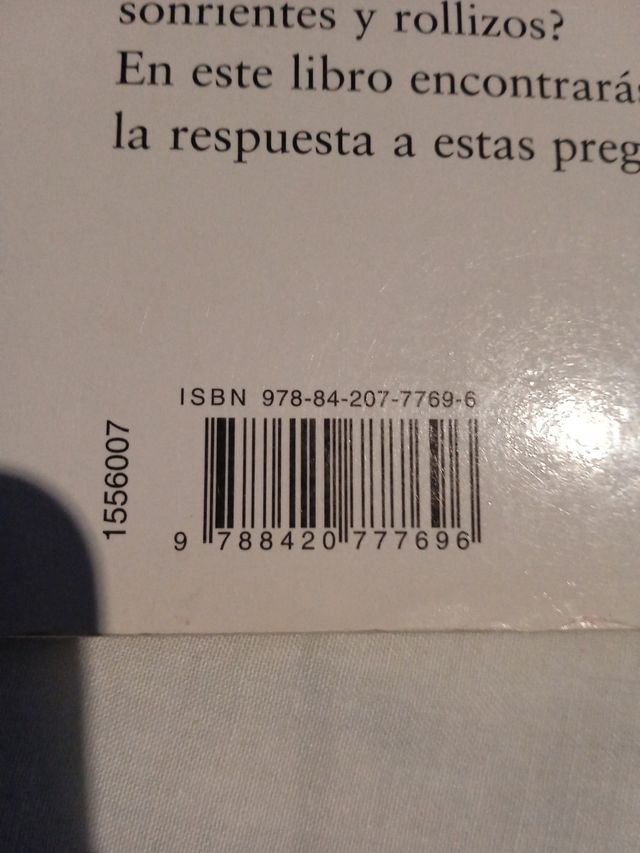 sonrientes y rollizos?
En este libro encontrarás
la respuesta a estas preg
ISBN 978-84-207-7769-6
1556007
9 788420 777696